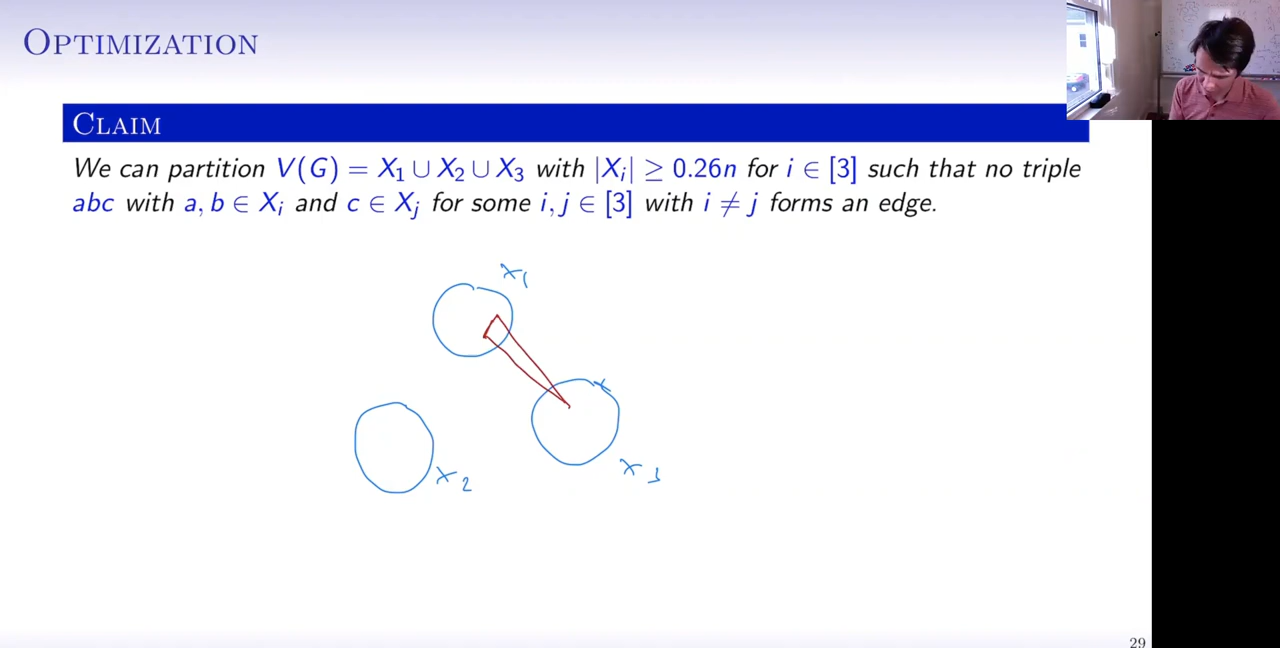 OPTIMIZATION
CLAIM
We can partition V(G) = X₁ ∪ X₂ ∪ X₃ with |Xᵢ| ≥ 0.26n for i ∈ [3] such that no triple
abc with a, b ∈ Xᵢ and c ∈ Xⱼ for some i, j ∈ [3] with i ≠ j forms an edge.
X₁
x
X₂
X₃
29